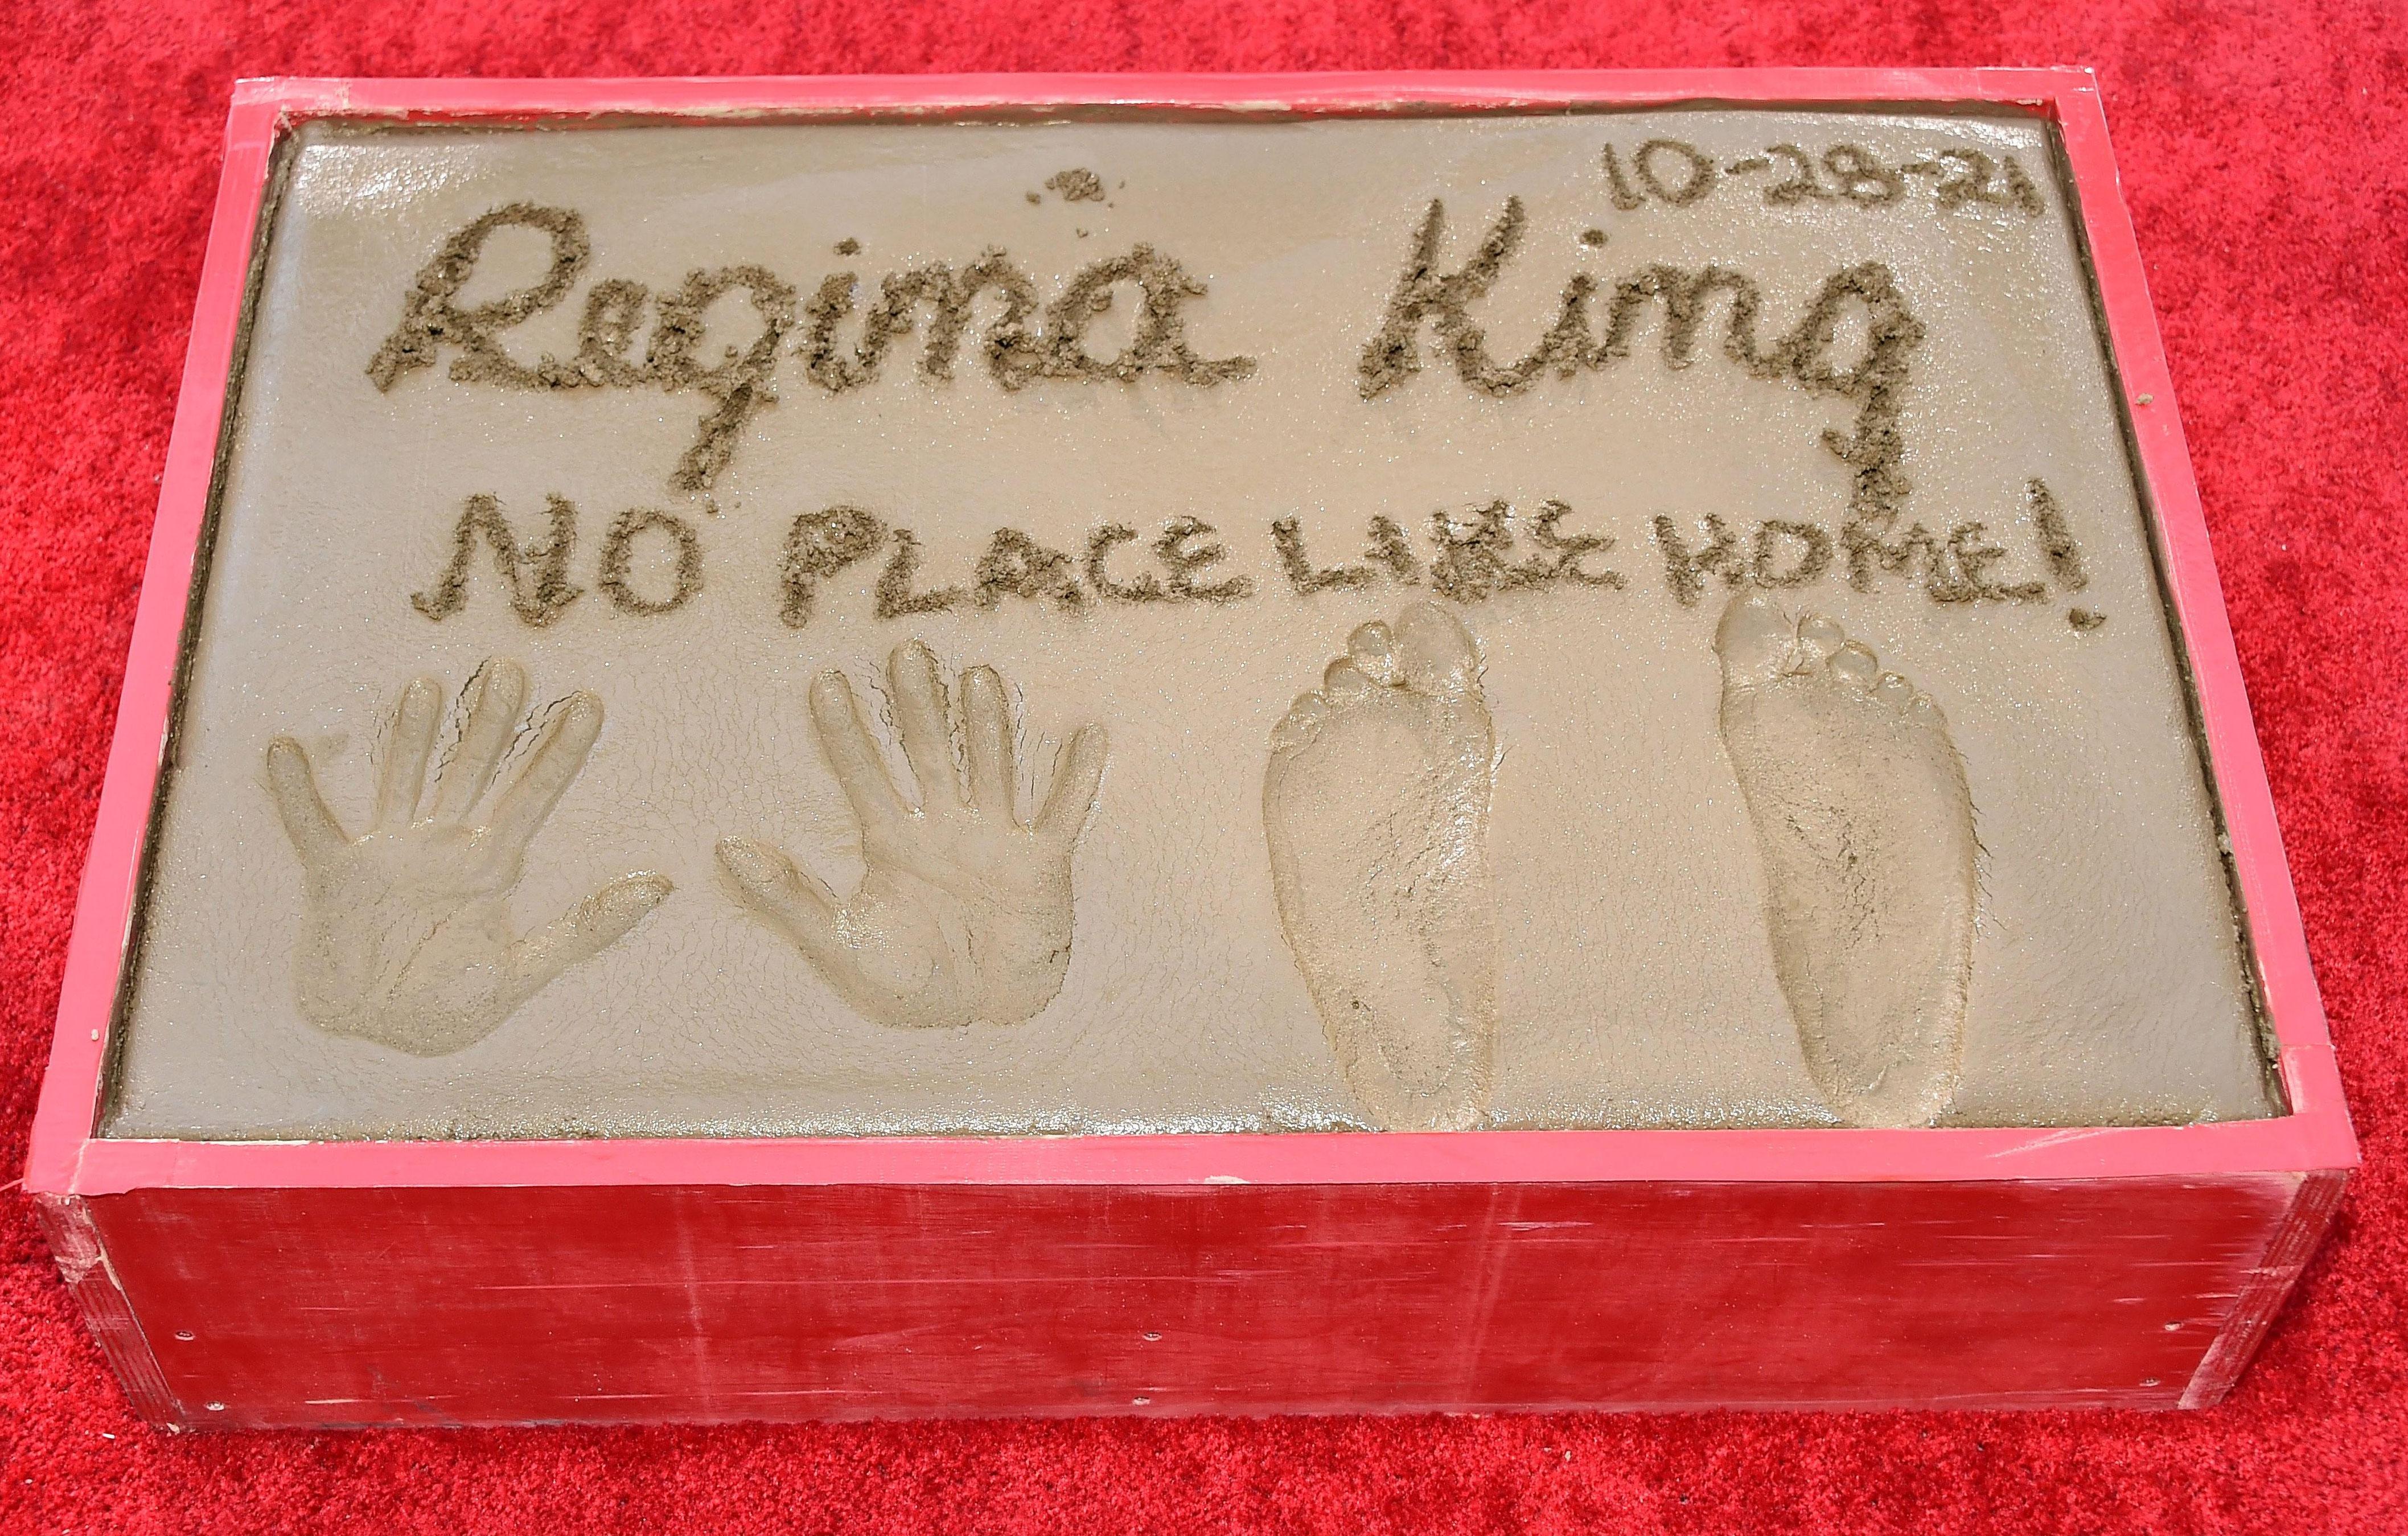 10-28-21
Regina King
NO PLACE LIKE HOME!